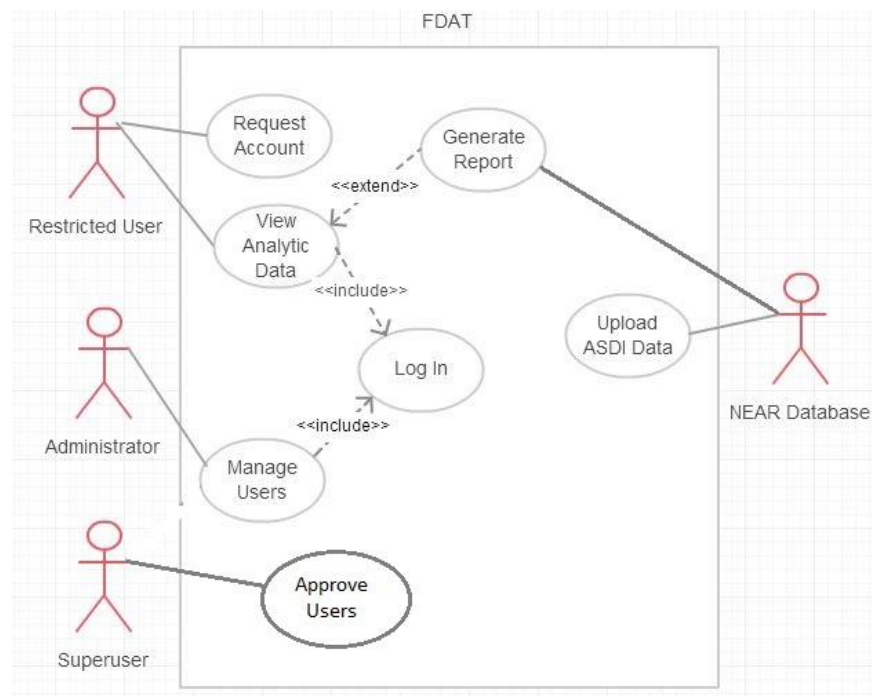 FDAT
Request
Account
Generate
Report
<<extend>>
Restricted User
View
Analytic
Data
<<include>>
Upload
ASDI Data
Log In
NEAR Database
<<include>>
Administrator
Manage
Users
Approve
Users
Superuser